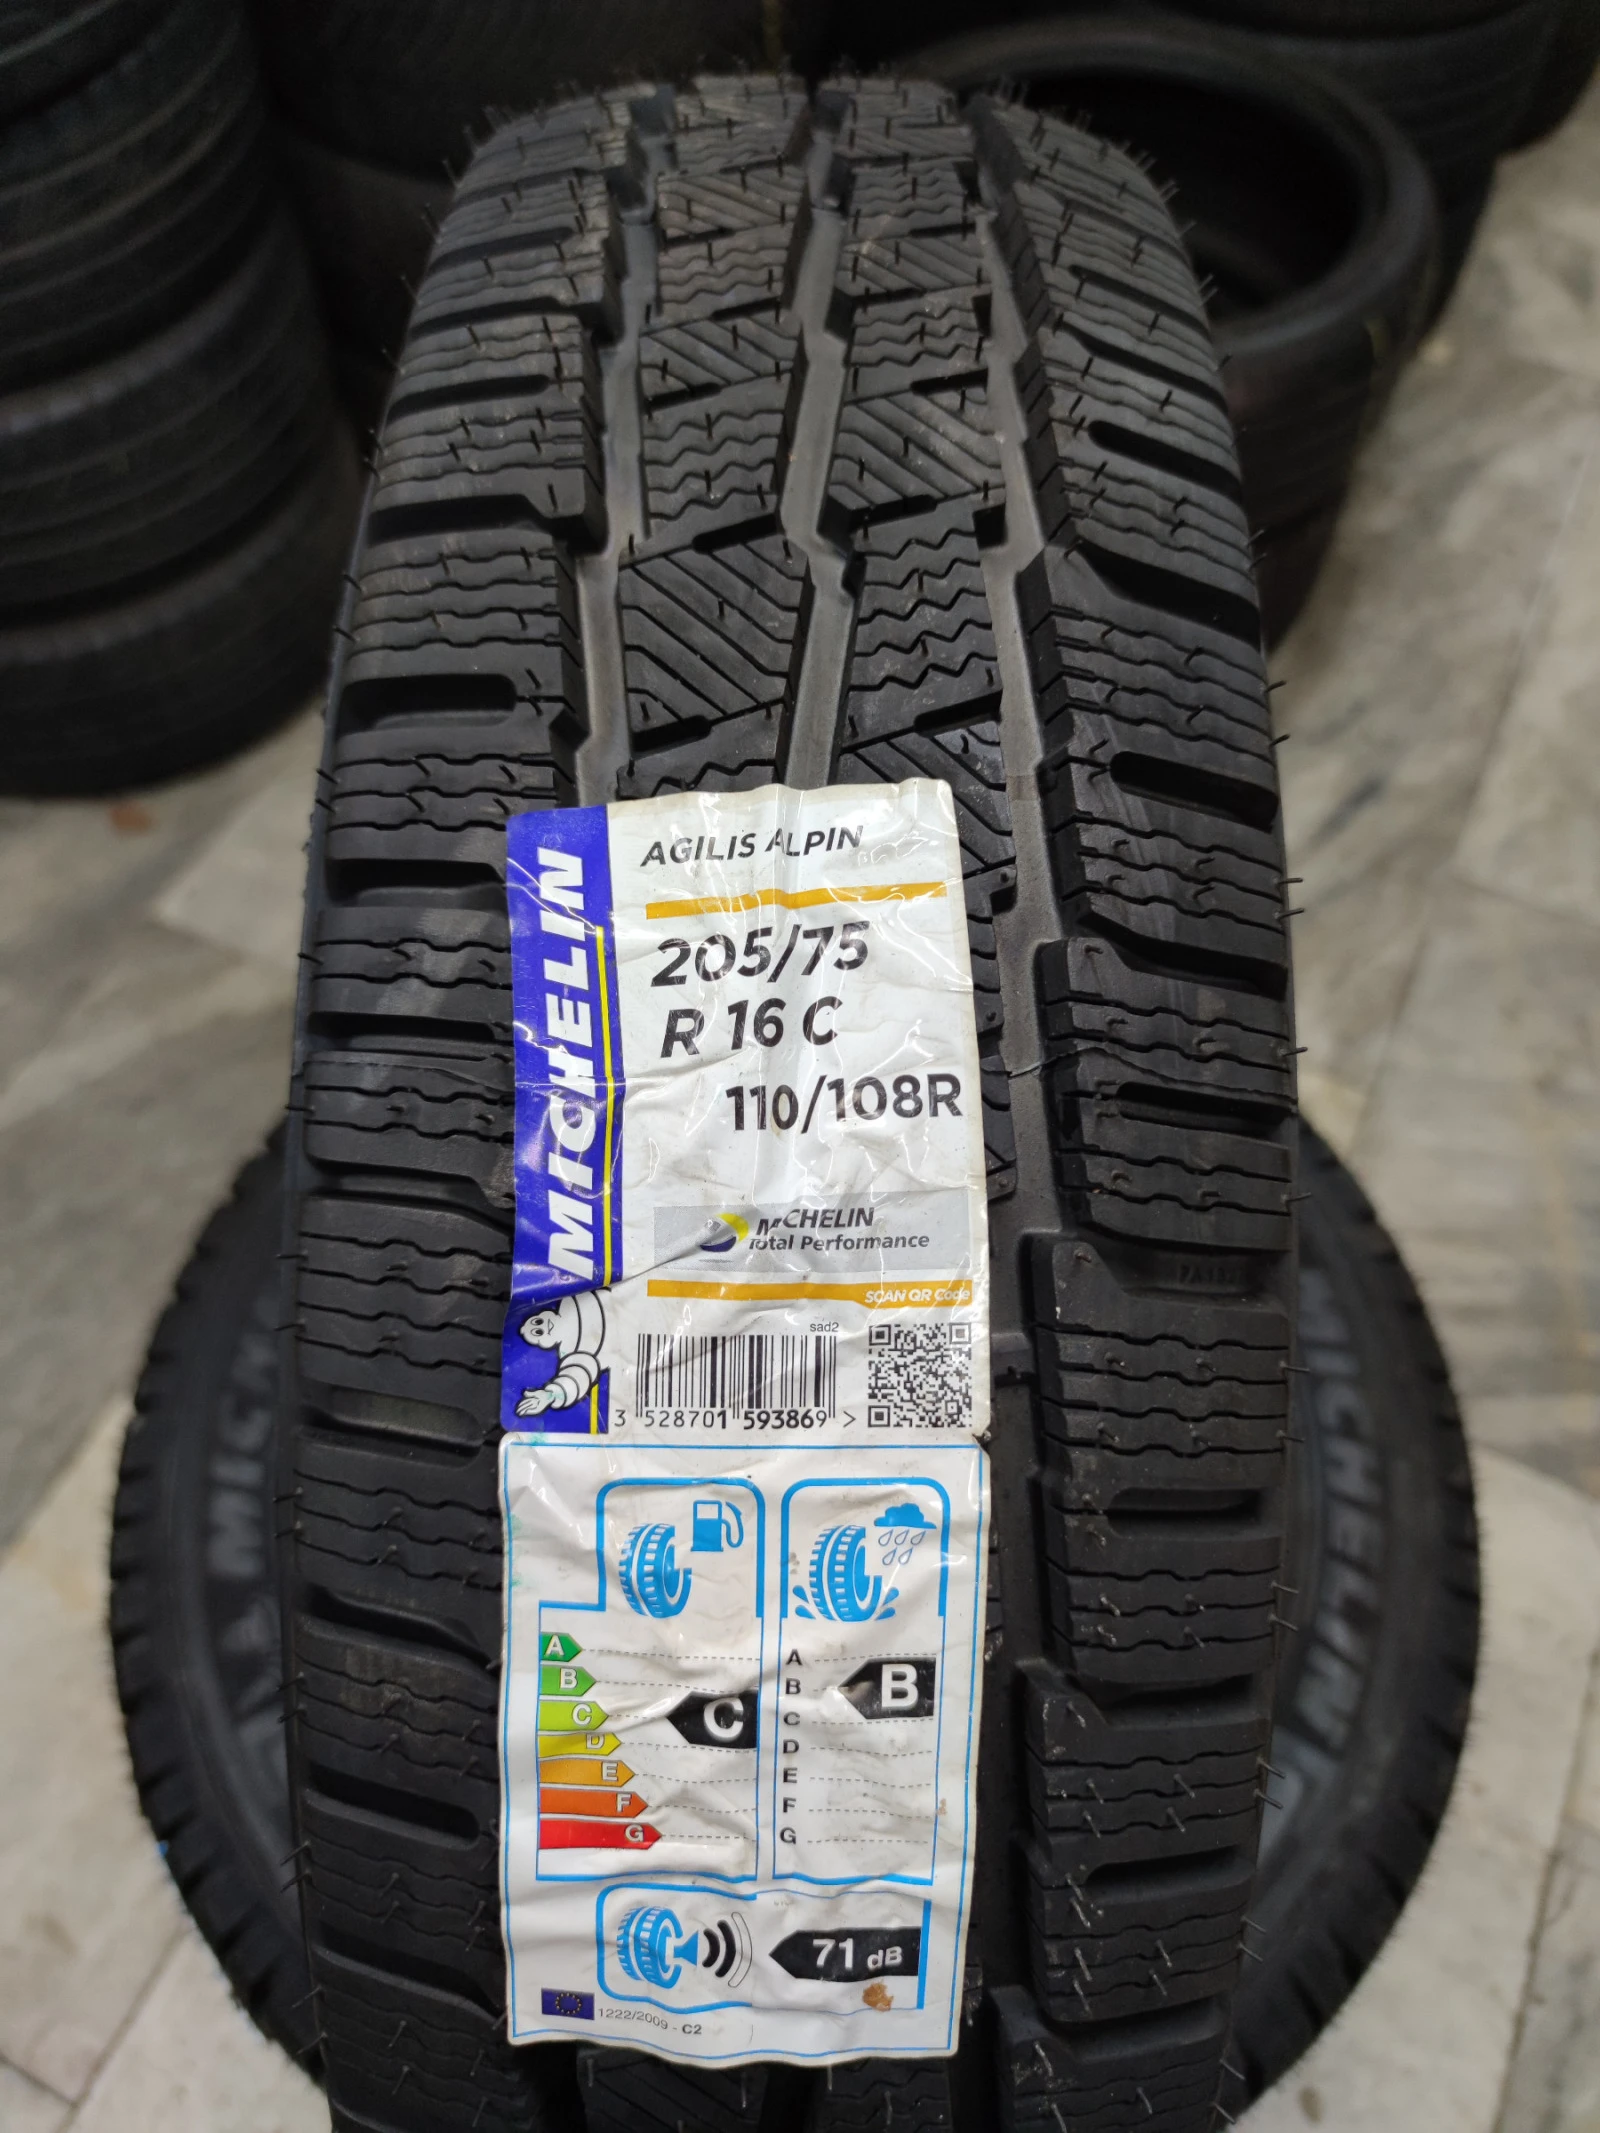 MICHELIN
AGILIS ALPIN
205/75
R 16 C
110/108R
MICHELIN
Total Performance
SCAN QR Code
sad2
3 528701 593869 >
A
B
C
D
E
F
G
C
A
B
C
D
E
F
G
B
71 dB
1222/2009 - C2
MICH
MICHELIN